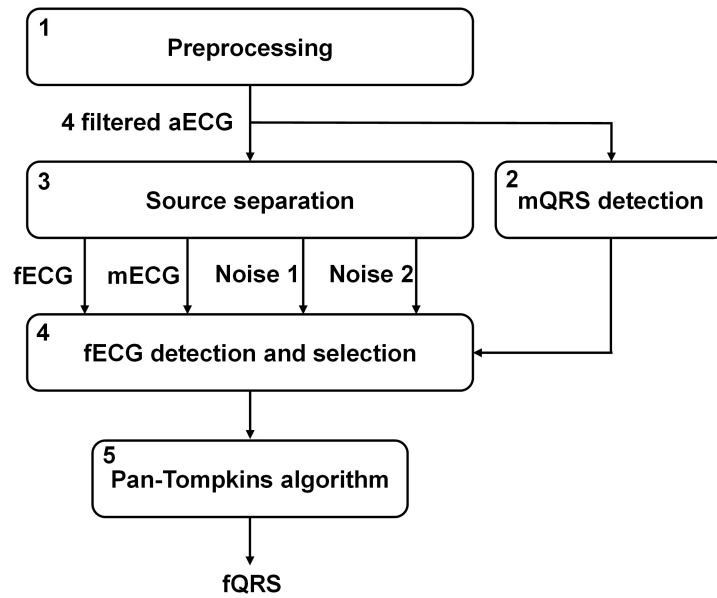 1
Preprocessing
4 filtered aECG
3
Source separation
2
mQRS detection
fECG
mECG
Noise 1
Noise 2
4
fECG detection and selection
5
Pan-Tompkins algorithm
fQRS